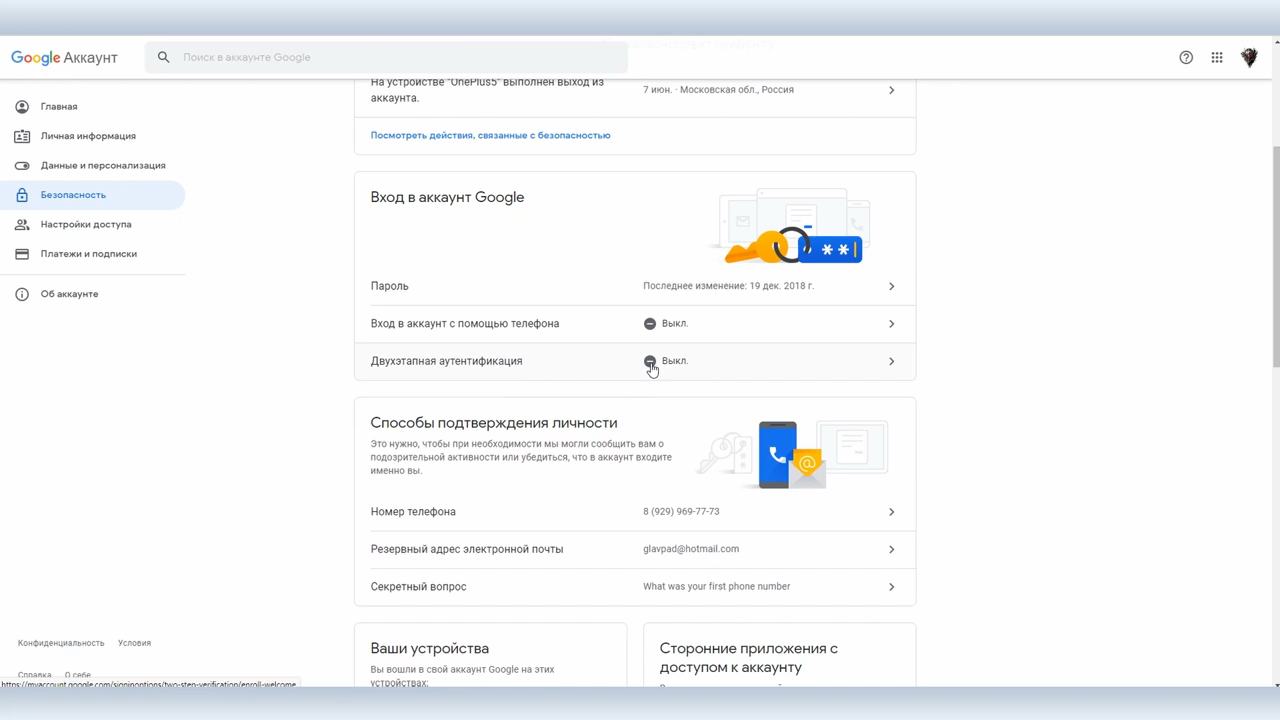 Google Аккаунт
Поиск в аккаунте Google
На устройстве "OnePlus5" выполнен выход из
аккаунта.
7 июн. · Московская обл., Россия
Посмотреть действия, связанные с безопасностью
Главная
Личная информация
Данные и персонализация
Безопасность
Настройки доступа
Платежи и подписки
Об аккаунте
Вход в аккаунт Google
**|
Пароль
Последнее изменение: 19 дек. 2018 г.
Вход в аккаунт с помощью телефона
Выкл.
Двухэтапная аутентификация
Выкл.
Способы подтверждения личности
Это нужно, чтобы при необходимости мы могли сообщить вам о
подозрительной активности или убедиться, что в аккаунт входите
именно вы.
@
Номер телефона
8 (929) 969-77-73
Резервный адрес электронной почты
glavpad@hotmail.com
Секретный вопрос
What was your first phone number
Ваши устройства
Вы вошли в свой аккаунт Google на этих
устройствах:
Сторонние приложения с
доступом к аккаунту
Конфиденциальность
Условия
Справка
О себе
https://myaccount.google.com/signinoptions/two-step-verification/enroll-welcome